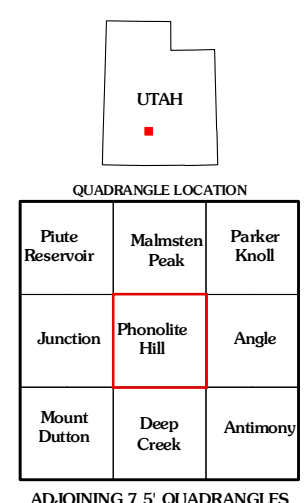 UTAH
QUADRANGLE LOCATION
Piute Reservoir
Malmsten Peak
Parker Knoll
Junction
Phonolite Hill
Angle
Mount Dutton
Deep Creek
Antimony
ADJOINING 7.5' QUADRANGLES